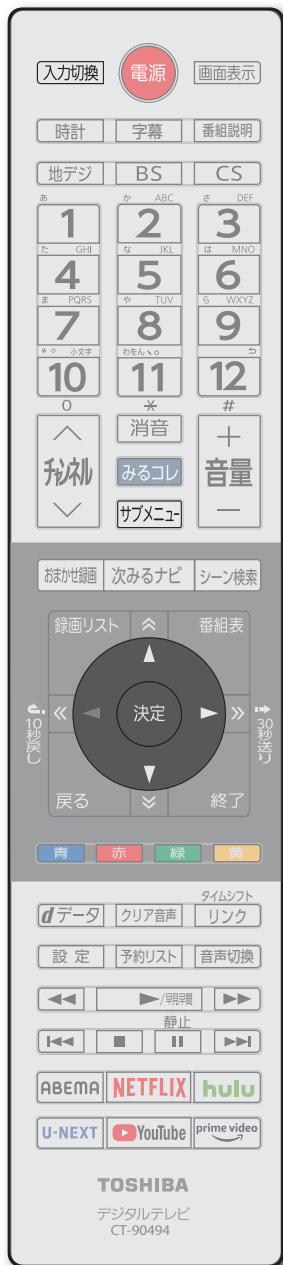 入力切換 電源 画面表示
時計 字幕 番組説明
地デジ BS CS
あ か ABC さ DEF
1 2 3
た GHI な JKL は MNO
4 5 6
ま PQRS や TUV ら WXYZ
7 8 9
小文字 わをん、。
10 11 12
0 * #
チャンネル 消音 + 音量 −
みるコレ
サブメニュー
おまかせ録画 次みるナビ シーン検索
録画リスト 番組表
10秒戻し 決定 30秒送り
戻る 終了
青 赤 緑 黄
タイムシフト
dデータ クリア音声 リンク
設定 予約リスト 音声切換
静止
ABEMA NETFLIX hulu
U-NEXT YouTube prime video
TOSHIBA
デジタルテレビ
CT-90494